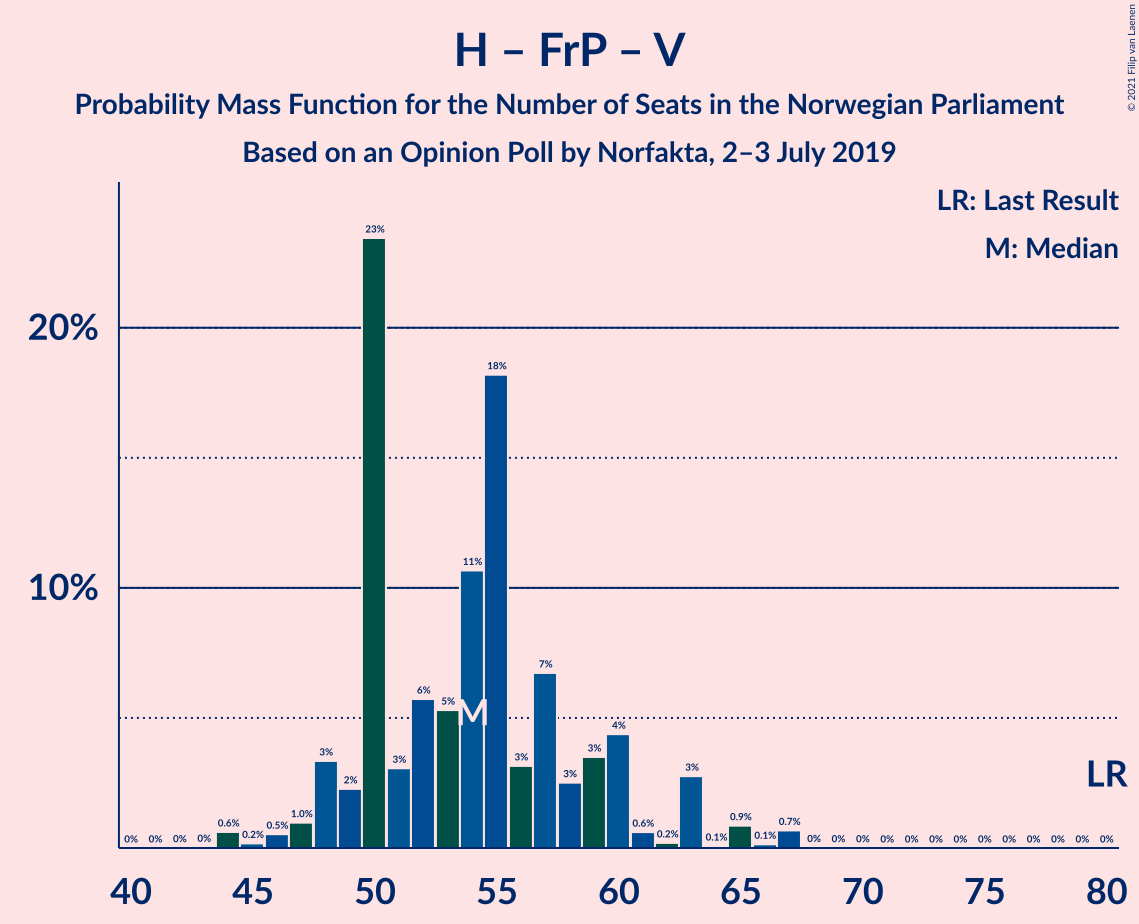 H – FrP – V
Probability Mass Function for the Number of Seats in the Norwegian Parliament
Based on an Opinion Poll by Norfakta, 2–3 July 2019
© 2021 Filip van Laenen
LR: Last Result
M: Median
20%
10%
0% 0% 0% 0% 0.6% 0.2% 0.5% 1.0% 3% 2% 23% 3% 6% 5% 11% 18% 3% 7% 3% 3% 4% 0.6% 0.2% 3% 0.1% 0.9% 0.1% 0.7% 0% 0% 0% 0% 0% 0% 0% 0% 0% 0% 0% 0% 0%
M
LR
40 45 50 55 60 65 70 75 80